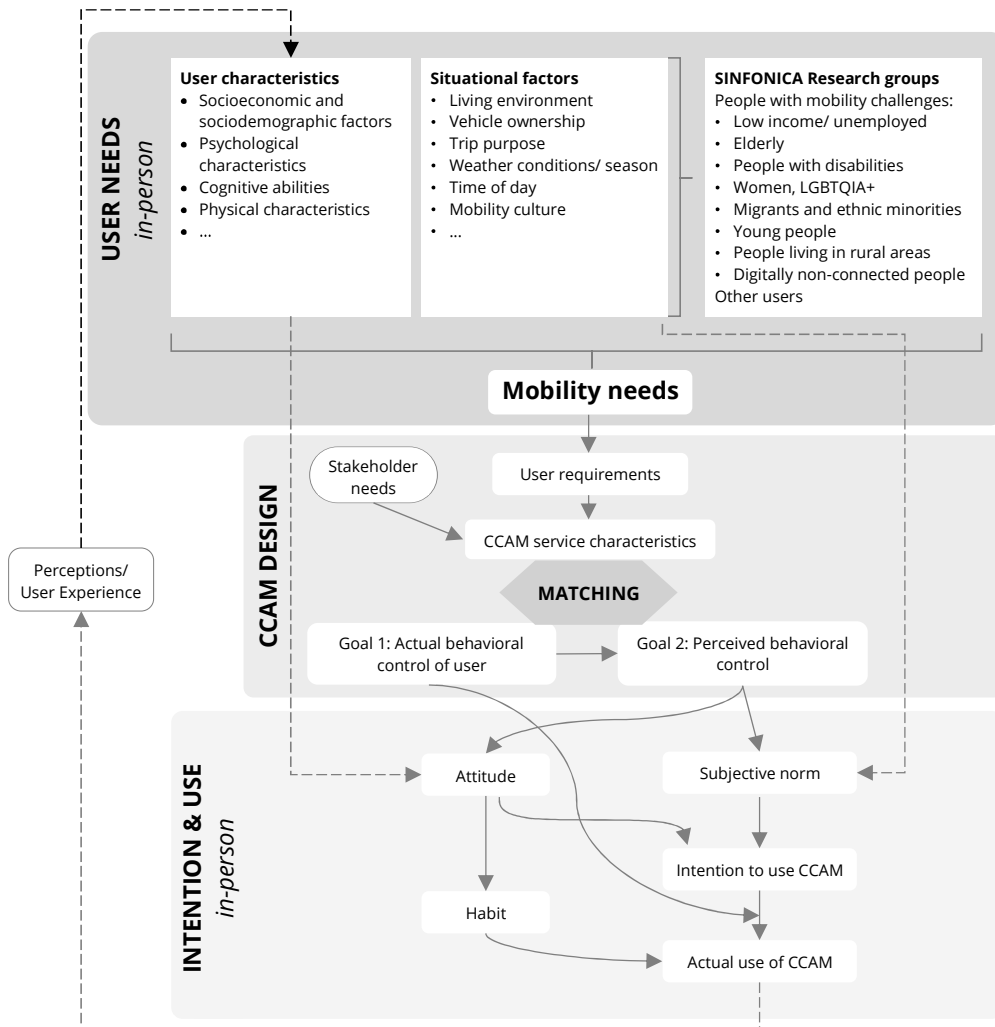 USER NEEDS
in-person
User characteristics
• Socioeconomic and
sociodemographic factors
• Psychological
characteristics
• Cognitive abilities
• Physical characteristics
• ...
Situational factors
• Living environment
• Vehicle ownership
• Trip purpose
• Weather conditions/ season
• Time of day
• Mobility culture
• ...
SINFONICA Research groups
People with mobility challenges:
• Low income/ unemployed
• Elderly
• People with disabilities
• Women, LGBTQIA+
• Migrants and ethnic minorities
• Young people
• People living in rural areas
• Digitally non-connected people
Other users
Mobility needs
CCAM DESIGN
Stakeholder
needs
User requirements
CCAM service characteristics
MATCHING
Perceptions/
User Experience
Goal 1: Actual behavioral
control of user
Goal 2: Perceived behavioral
control
INTENTION & USE
in-person
Attitude
Subjective norm
Intention to use CCAM
Habit
Actual use of CCAM